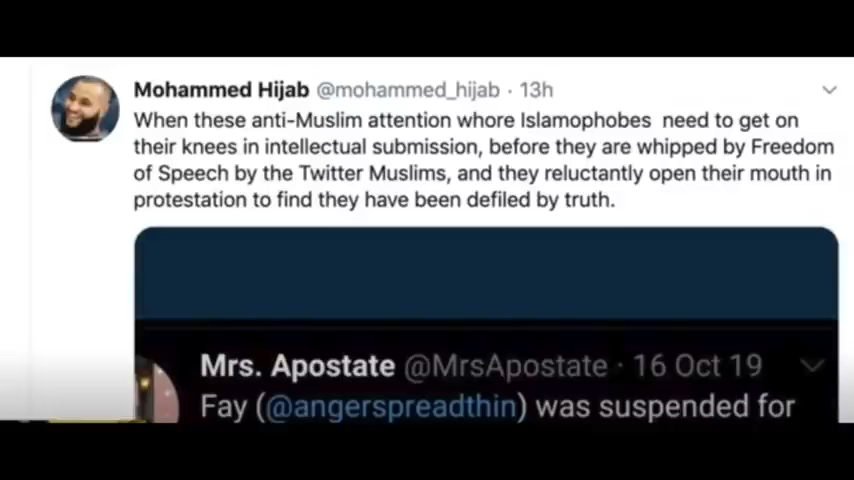 Mohammed Hijab @mohammed_hijab · 13h
When these anti-Muslim attention whore Islamophobes need to get on
their knees in intellectual submission, before they are whipped by Freedom
of Speech by the Twitter Muslims, and they reluctantly open their mouth in
protestation to find they have been defiled by truth.
Mrs. Apostate @MrsApostate · 16 Oct 19
Fay (@angerspreadthin) was suspended for